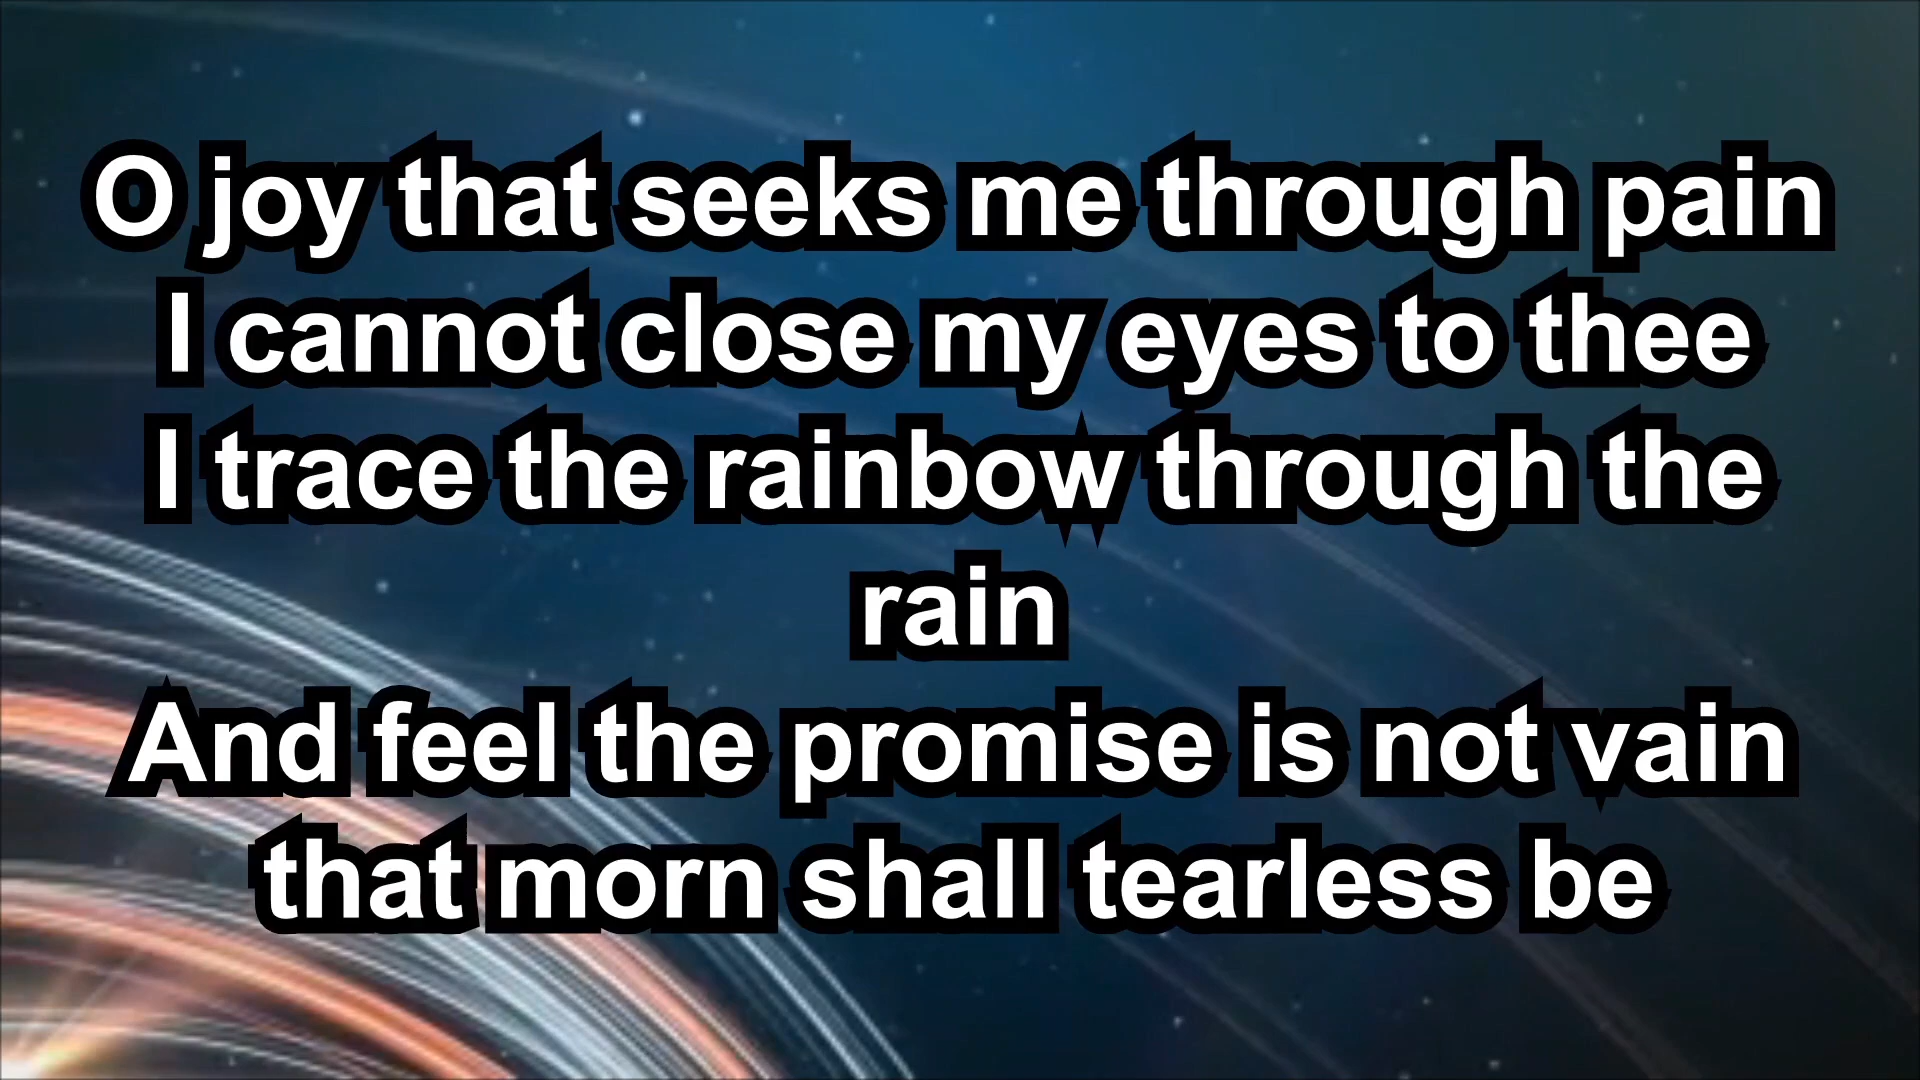 O joy that seeks me through pain
I cannot close my eyes to thee
I trace the rainbow through the
rain
And feel the promise is not vain
that morn shall tearless be